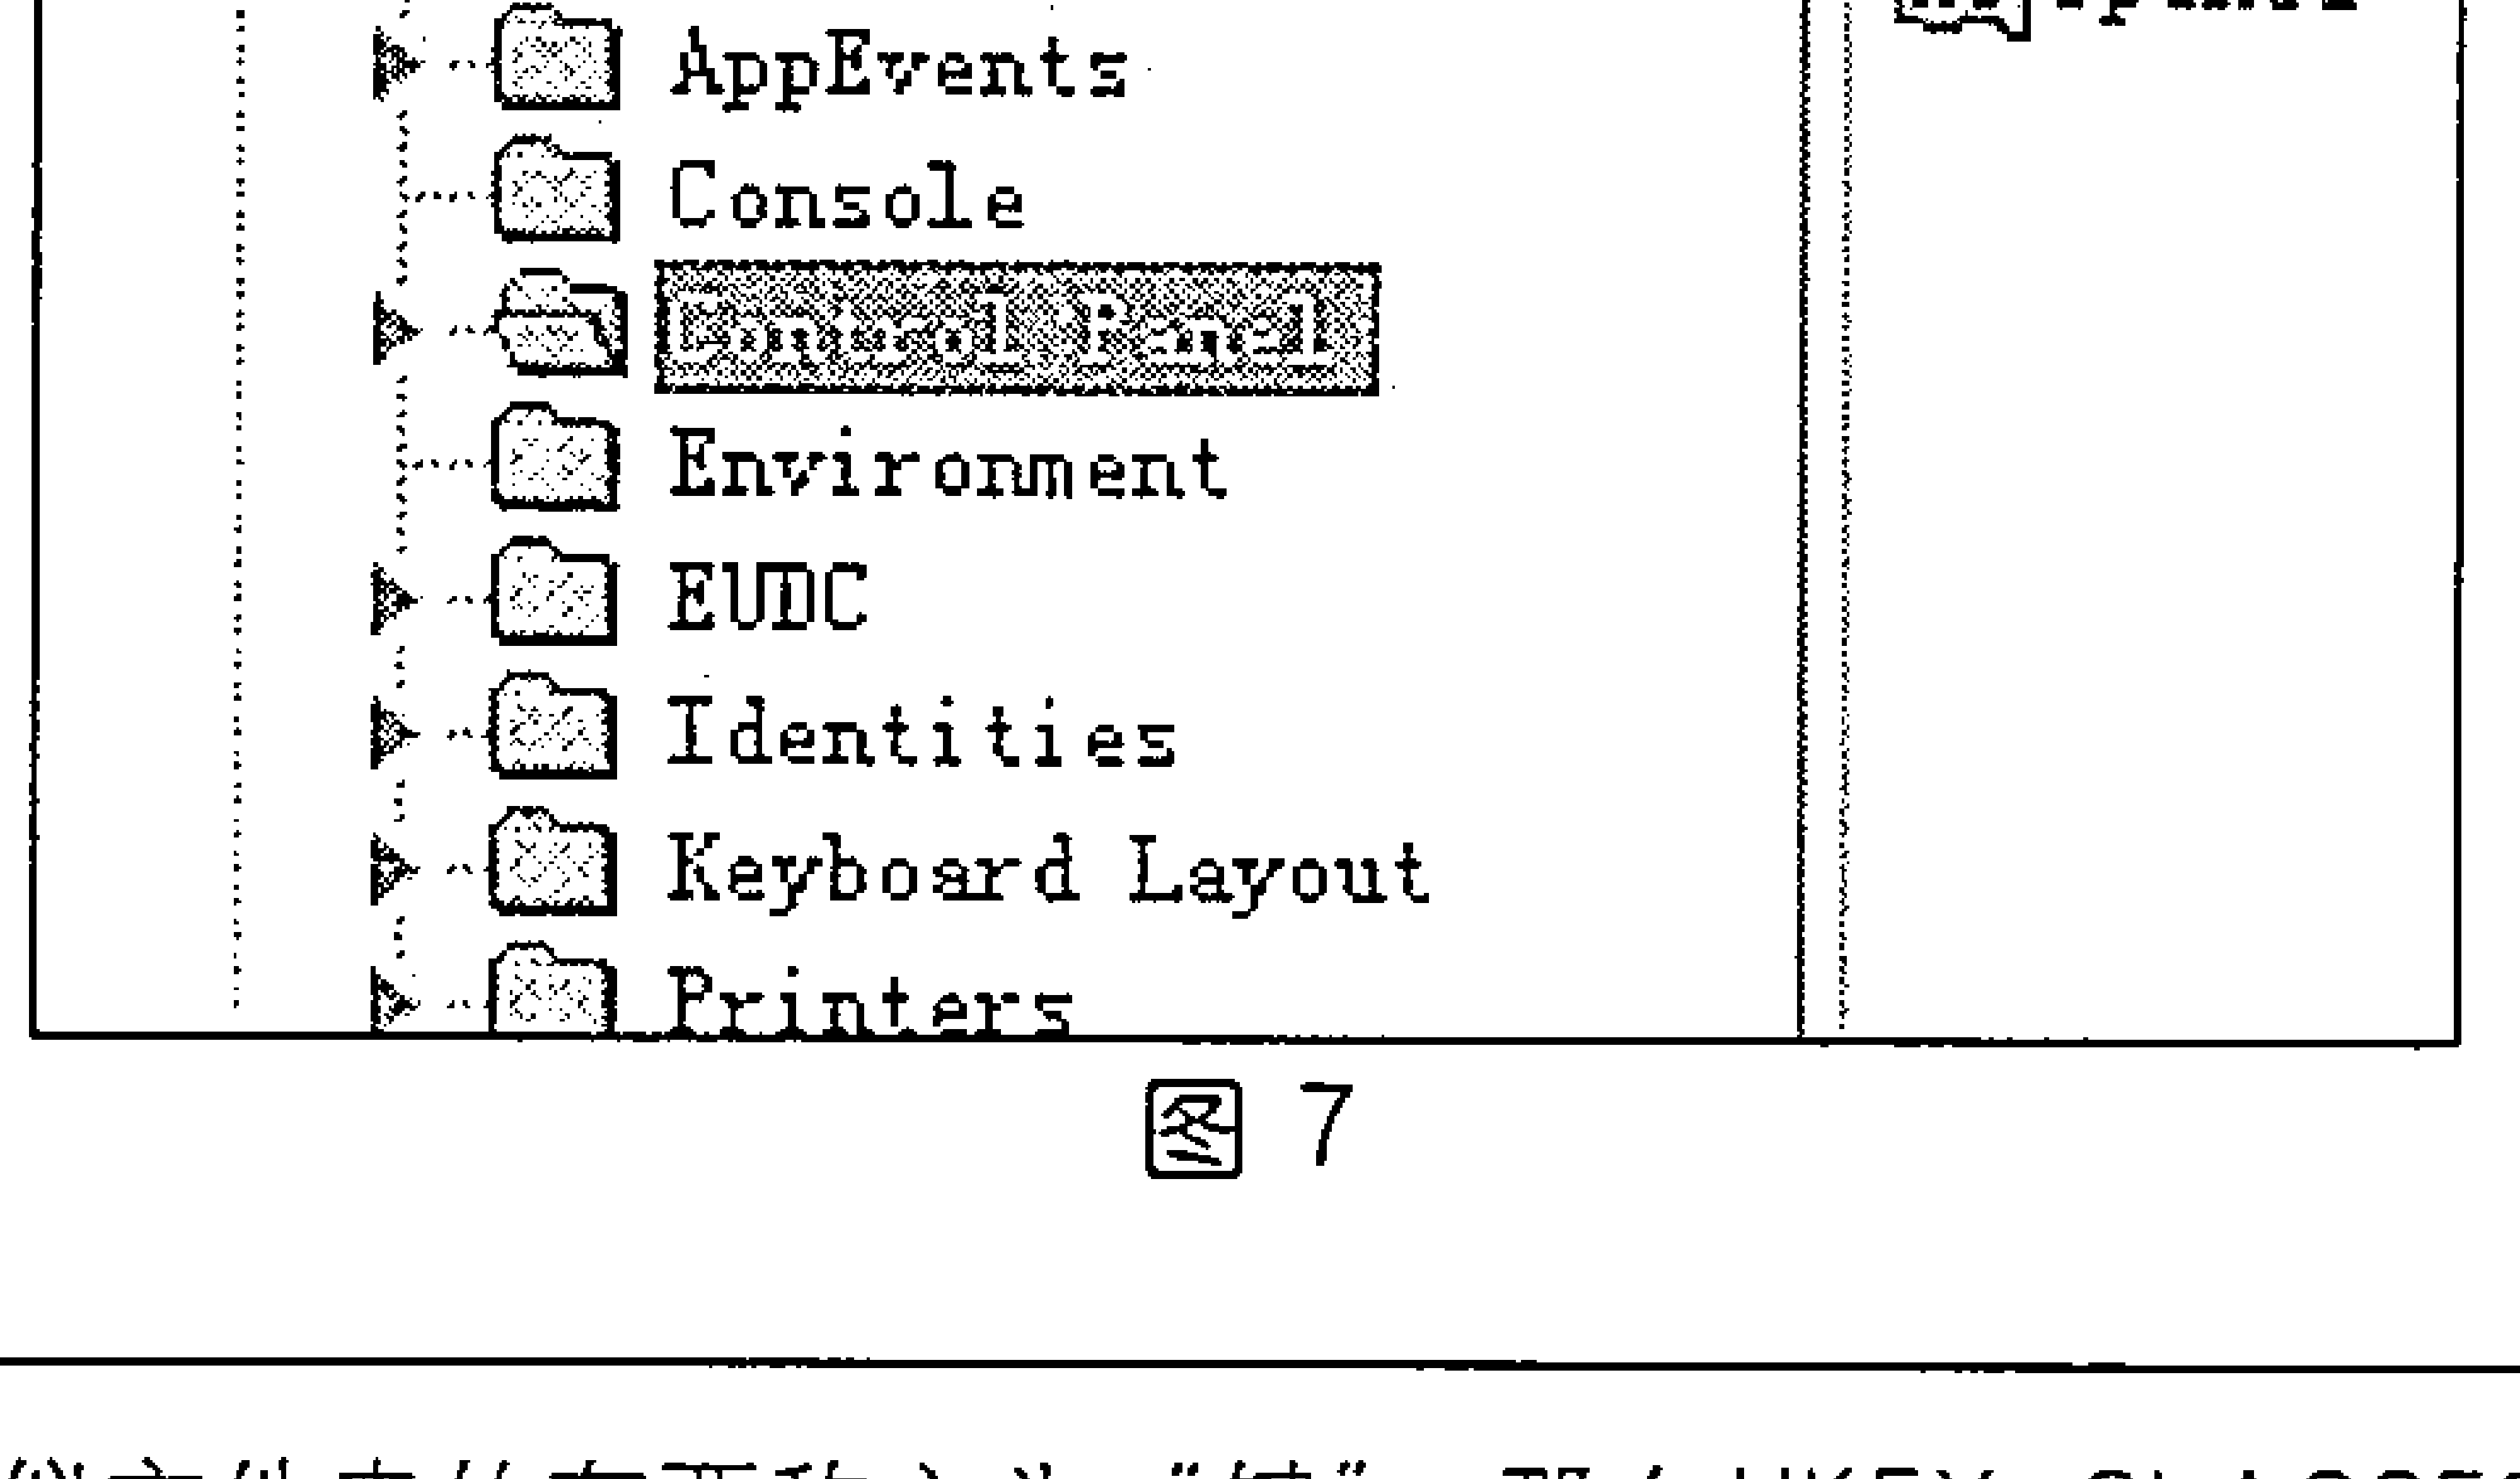 AppEvents
Console
Control Panel
Environment
EUDC
Identities
Keyboard Layout
Printers
图 7